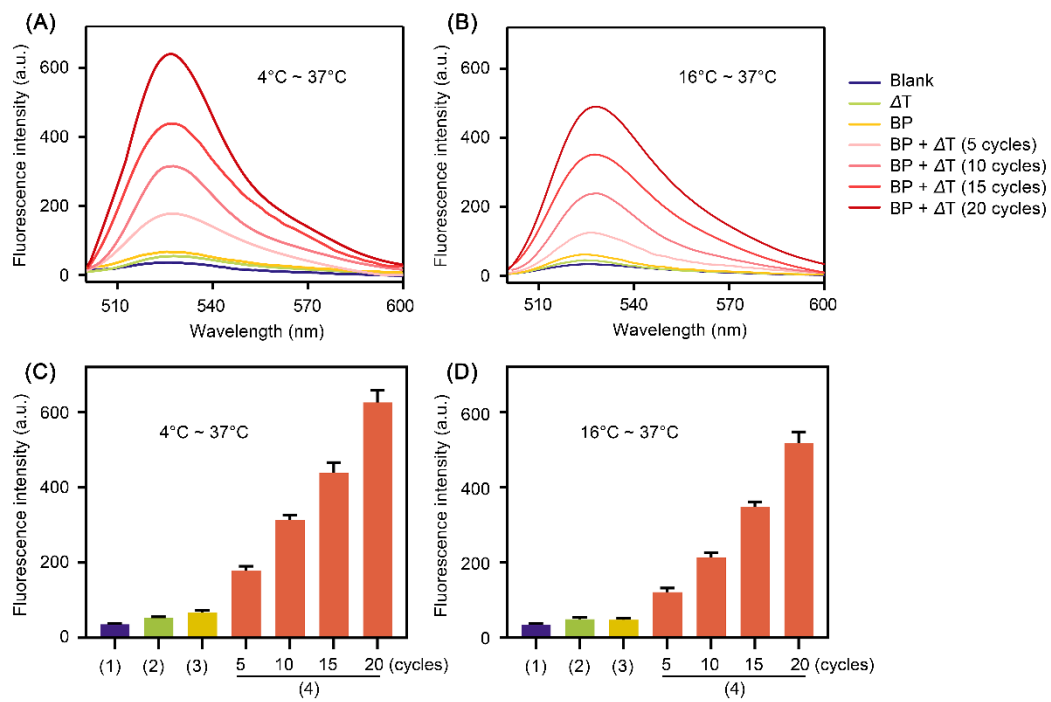 (A)
Fluorescence intensity (a.u.)
600
400
200
0
4°C ~ 37°C
510 540 570 600
Wavelength (nm)
(B)
Fluorescence intensity (a.u.)
600
400
200
0
16°C ~ 37°C
510 540 570 600
Wavelength (nm)
Blank
ΔT
BP
BP + ΔT (5 cycles)
BP + ΔT (10 cycles)
BP + ΔT (15 cycles)
BP + ΔT (20 cycles)
(C)
Fluorescence intensity (a.u.)
600
400
200
0
4°C ~ 37°C
(1) (2) (3) 5 10 15 20 (cycles)
(4)
(D)
Fluorescence intensity (a.u.)
600
400
200
0
16°C ~ 37°C
(1) (2) (3) 5 10 15 20 (cycles)
(4)